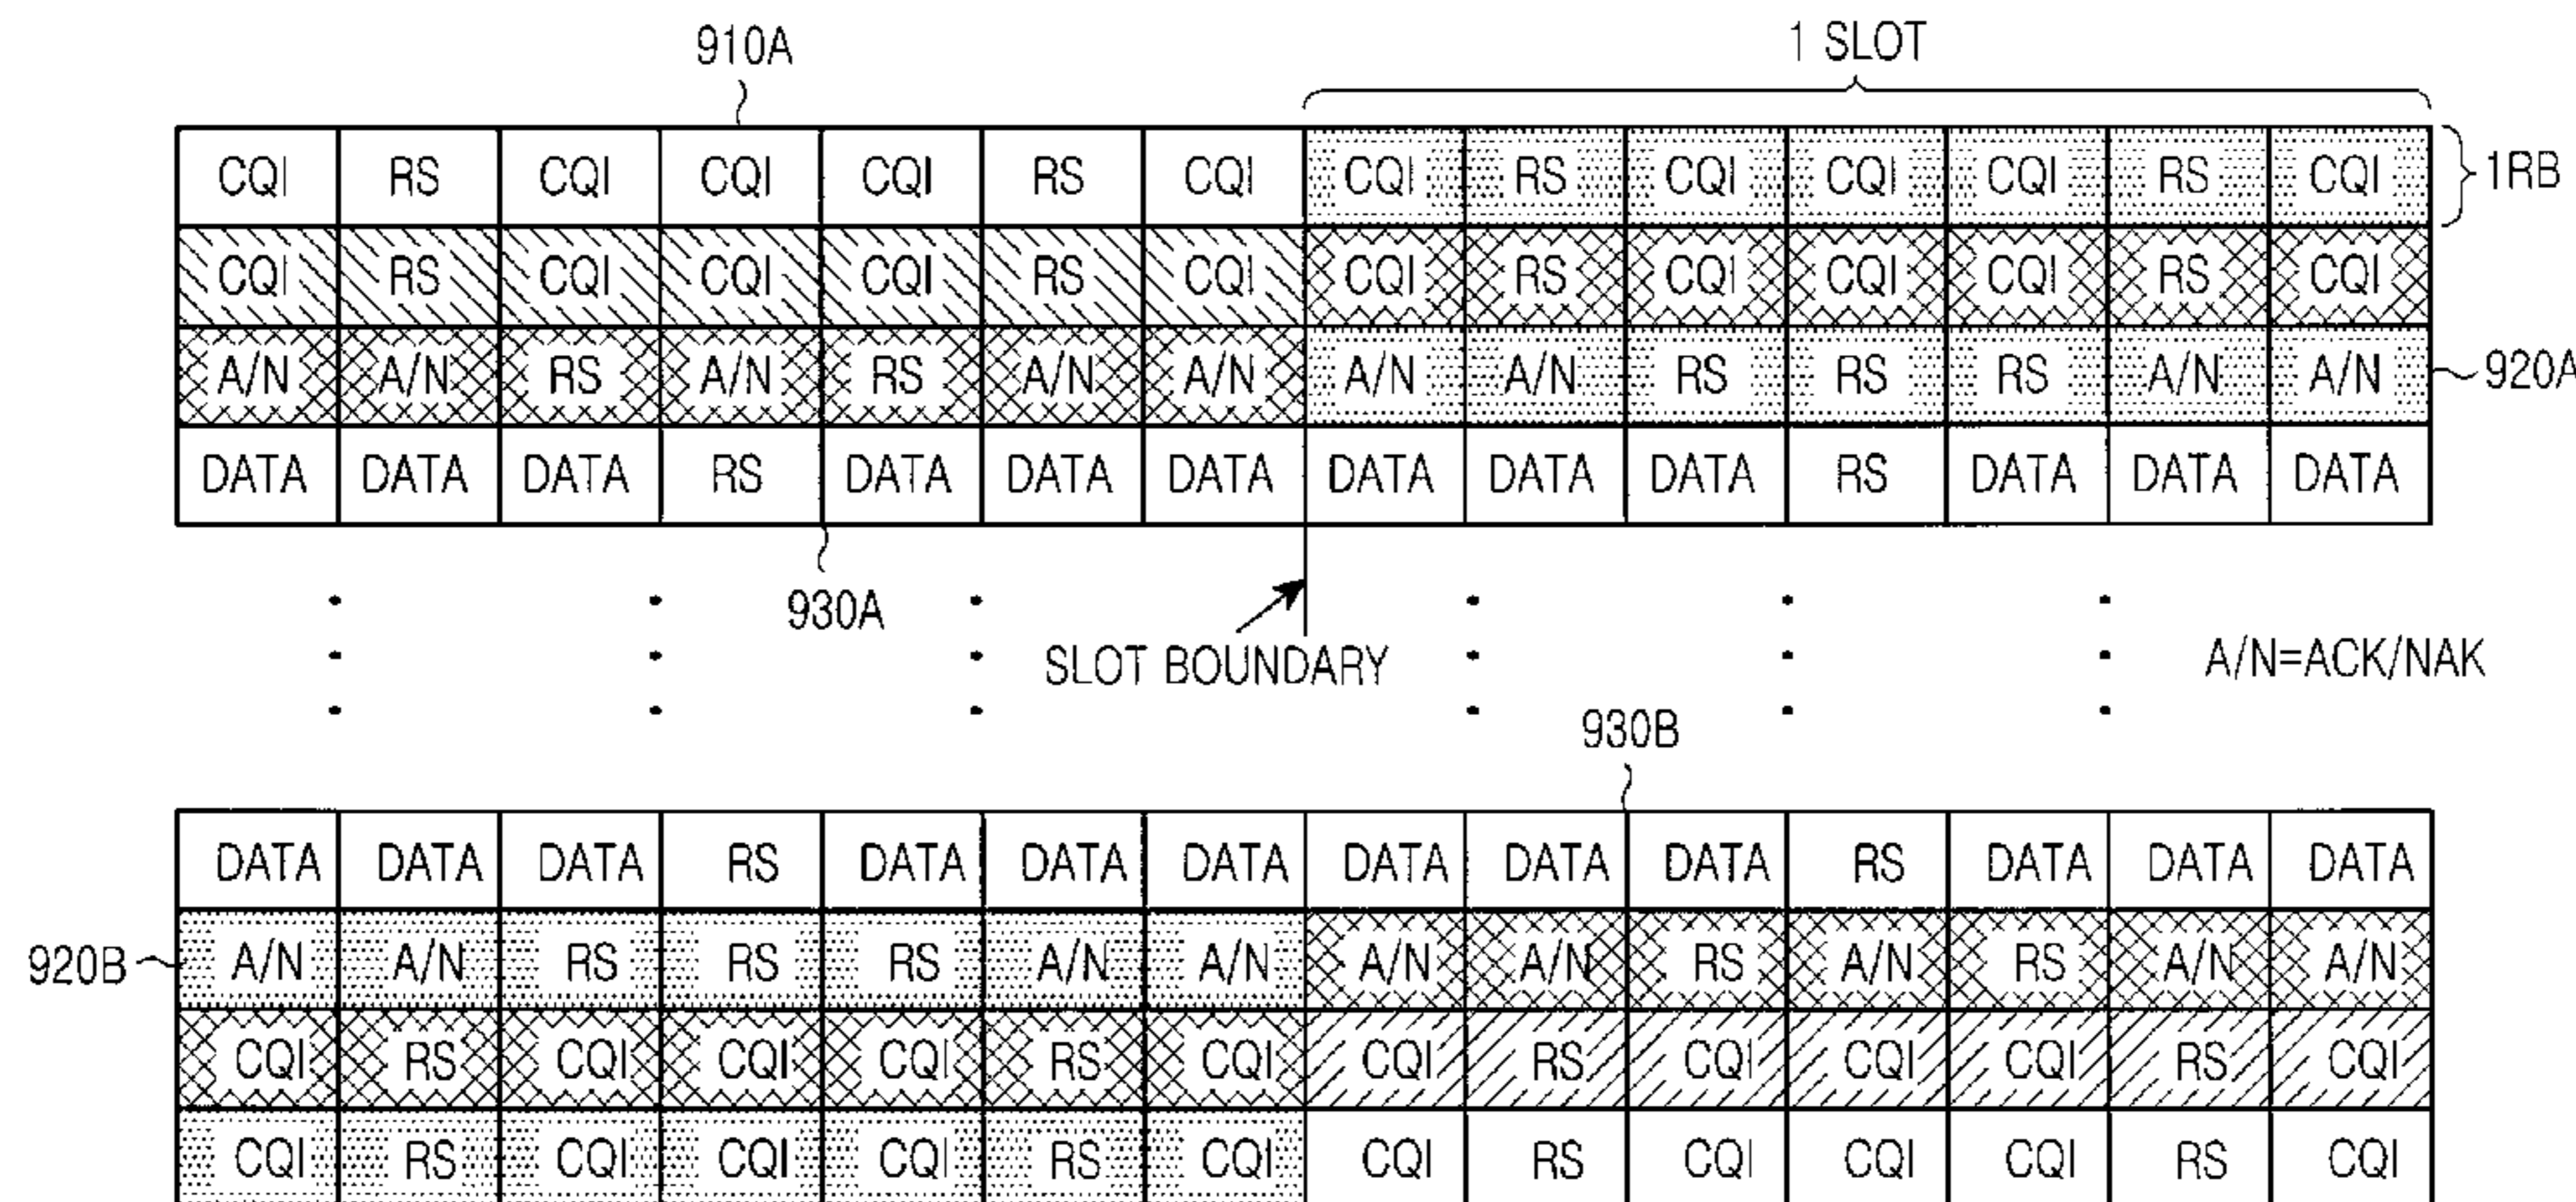 910A
1 SLOT
CQI RS CQI CQI CQI RS CQI CQI RS CQI CQI CQI RS CQI
1RB
CQI RS CQI CQI CQI RS CQI CQI RS CQI CQI CQI RS CQI
A/N A/N RS A/N RS A/N A/N A/N A/N RS RS RS A/N A/N
920A
DATA DATA DATA RS DATA DATA DATA DATA DATA DATA RS DATA DATA DATA
930A
SLOT BOUNDARY
A/N=ACK/NAK
930B
DATA DATA DATA RS DATA DATA DATA DATA DATA DATA RS DATA DATA DATA
920B
A/N A/N RS RS RS A/N A/N A/N A/N RS A/N RS A/N A/N
CQI RS CQI CQI CQI RS CQI CQI RS CQI CQI CQI RS CQI
CQI RS CQI CQI CQI RS CQI CQI RS CQI CQI CQI RS CQI